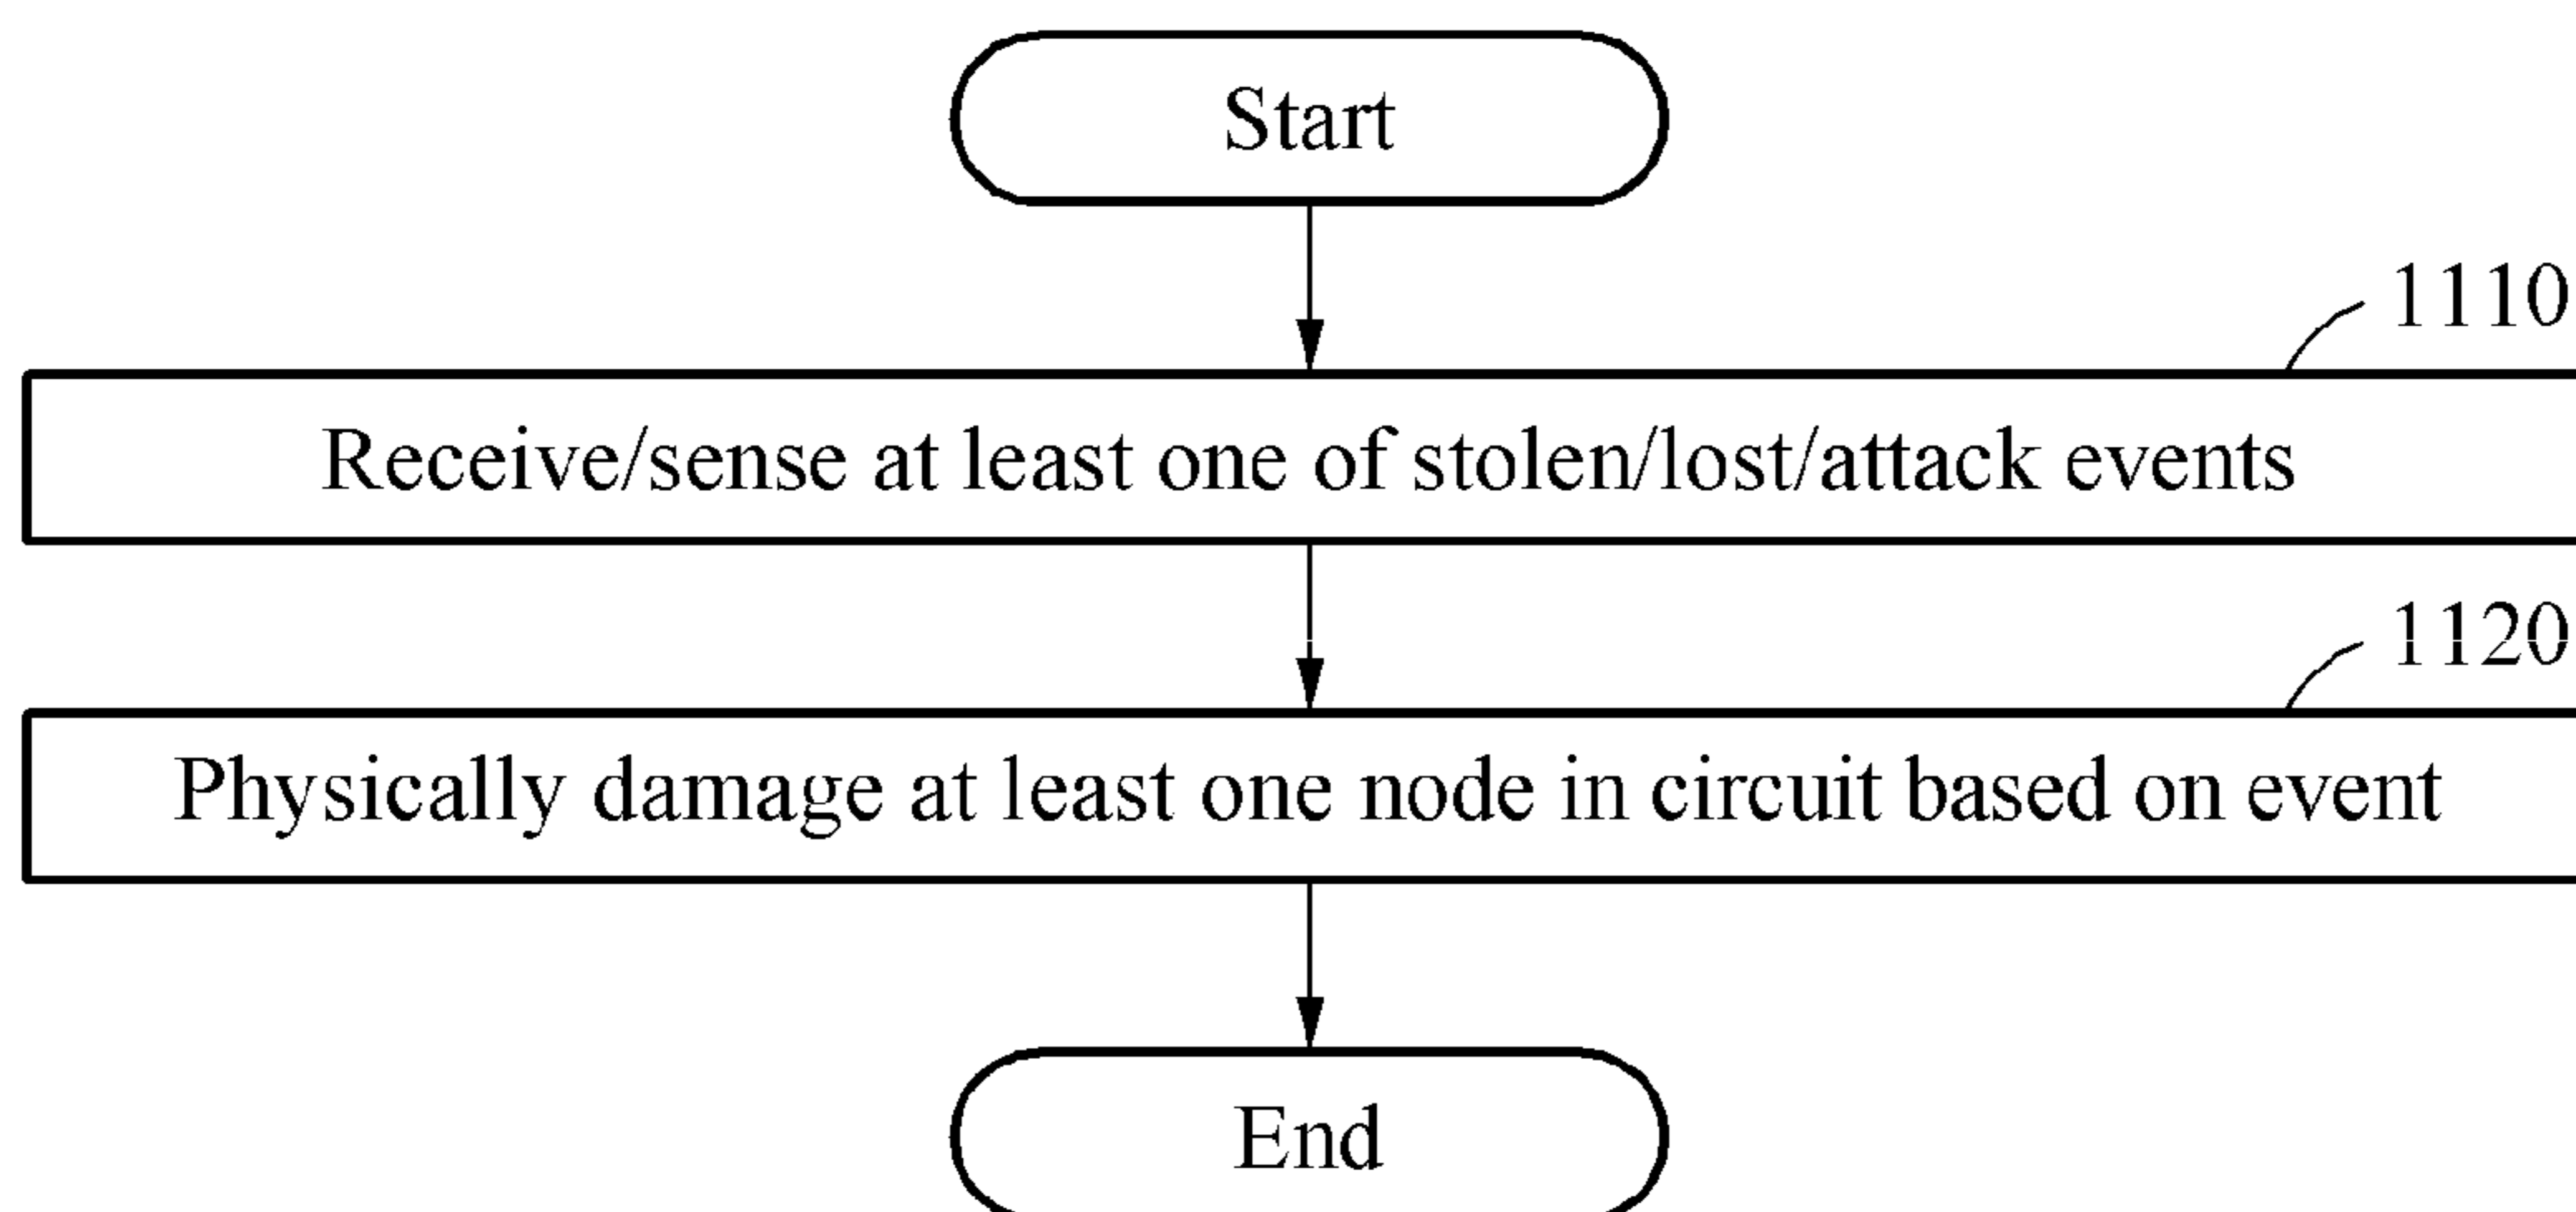 Start
1110
Receive/sense at least one of stolen/lost/attack events
1120
Physically damage at least one node in circuit based on event
End